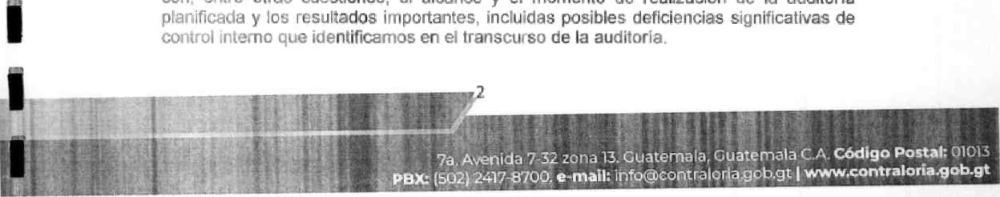 con, entre otras cuestiones, el alcance y el momento de realización de la auditoría
planificada y los resultados importantes, incluidas posibles deficiencias significativas de
control interno que identificamos en el transcurso de la auditoría.
2
7a. Avenida 7-32 zona 13. Guatemala, Guatemala C.A. Código Postal: 01013
PBX: (502) 2417-8700. e-mail: info@contraloria.gob.gt | www.contraloria.gob.gt